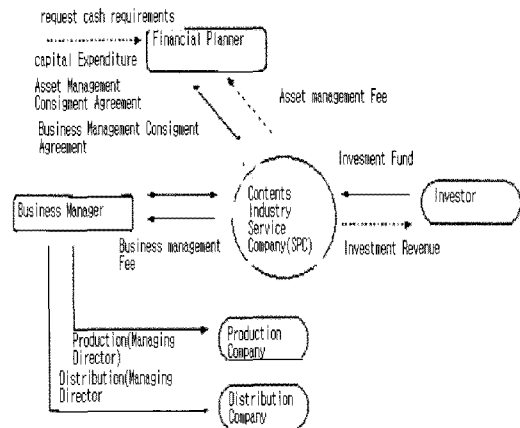 request cash requirements
Financial Planner
capital Expenditure
Asset Management
Consigment Agreement
Asset management Fee
Business Management Consigment
Agreement
Invesment Fund
Business Manager
Contents
Industry
Service
Company(SPC)
Investor
Business management
Fee
Investment Revenue
Production(Managing
Director)
Production
Company
Distribution(Managing
Director
Distribution
Company